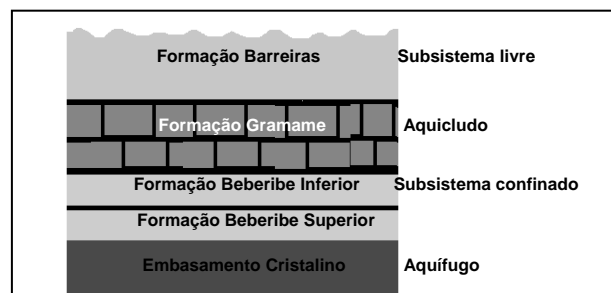 Formação Barreiras Subsistema livre
Formação Gramame Aquicludo
Formação Beberibe Inferior Subsistema confinado
Formação Beberibe Superior
Embasamento Cristalino Aquífugo